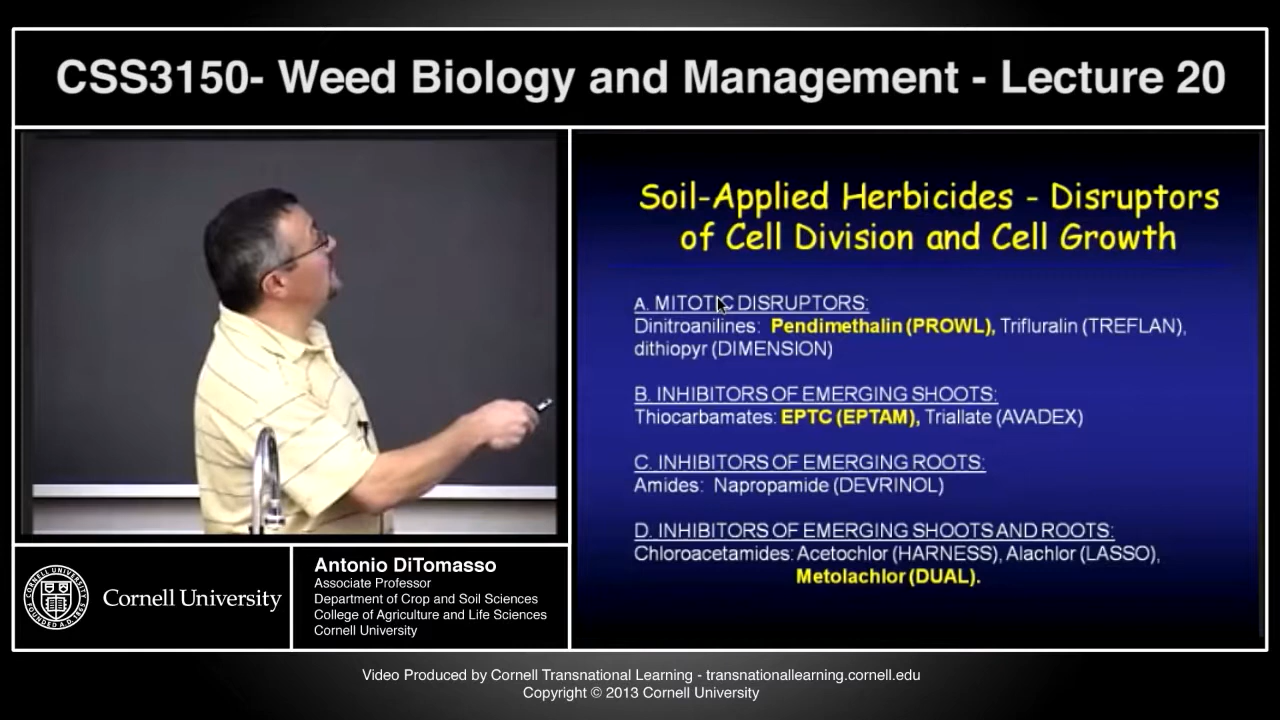 CSS3150- Weed Biology and Management - Lecture 20
Soil-Applied Herbicides - Disruptors
of Cell Division and Cell Growth
A. MITOTIC DISRUPTORS:
Dinitroanilines: Pendimethalin (PROWL), Trifluralin (TREFLAN),
dithiopyr (DIMENSION)
B. INHIBITORS OF EMERGING SHOOTS:
Thiocarbamates: EPTC (EPTAM), Triallate (AVADEX)
C. INHIBITORS OF EMERGING ROOTS:
Amides: Napropamide (DEVRINOL)
D. INHIBITORS OF EMERGING SHOOTS AND ROOTS:
Chloroacetamides: Acetochlor (HARNESS), Alachlor (LASSO),
Metolachlor (DUAL).
Cornell University
Antonio DiTomasso
Associate Professor
Department of Crop and Soil Sciences
College of Agriculture and Life Sciences
Cornell University
Video Produced by Cornell Transnational Learning - transnationallearning.cornell.edu
Copyright © 2013 Cornell University